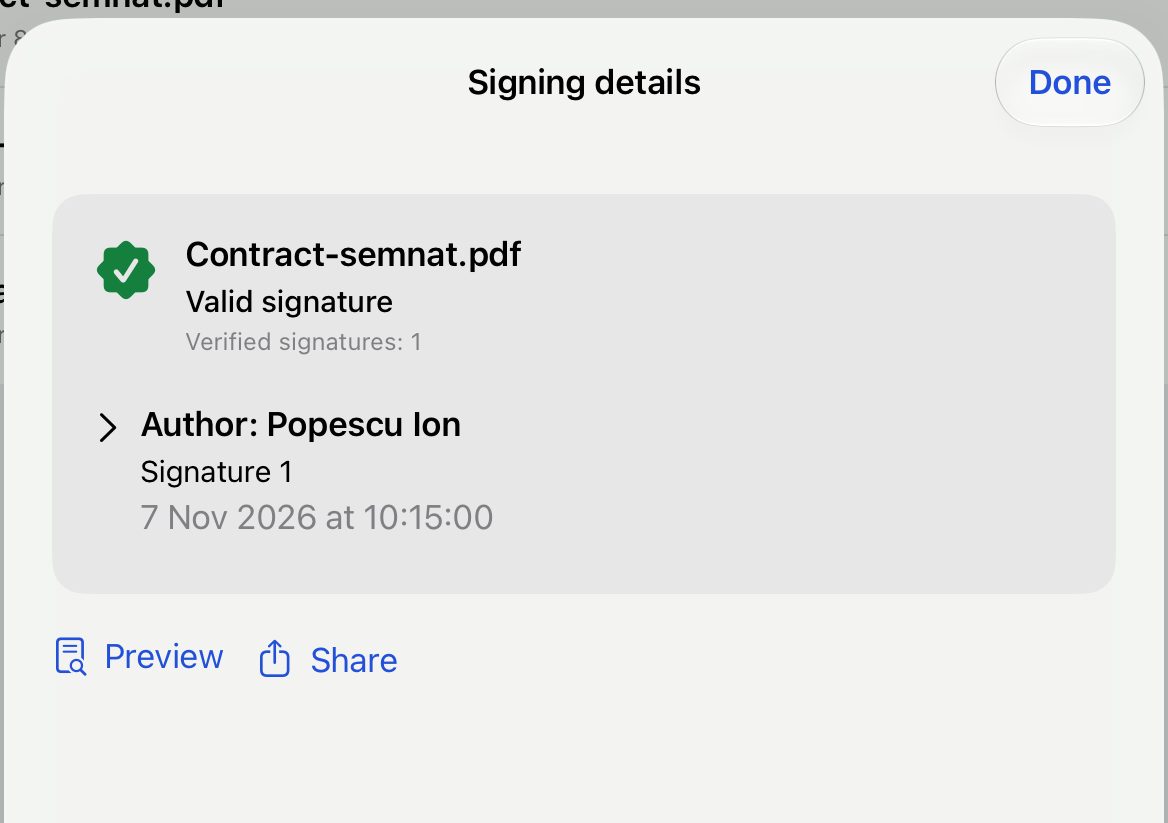 Signing details
Done
Contract-semnat.pdf
Valid signature
Verified signatures: 1
Author: Popescu Ion
Signature 1
7 Nov 2026 at 10:15:00
Preview
Share